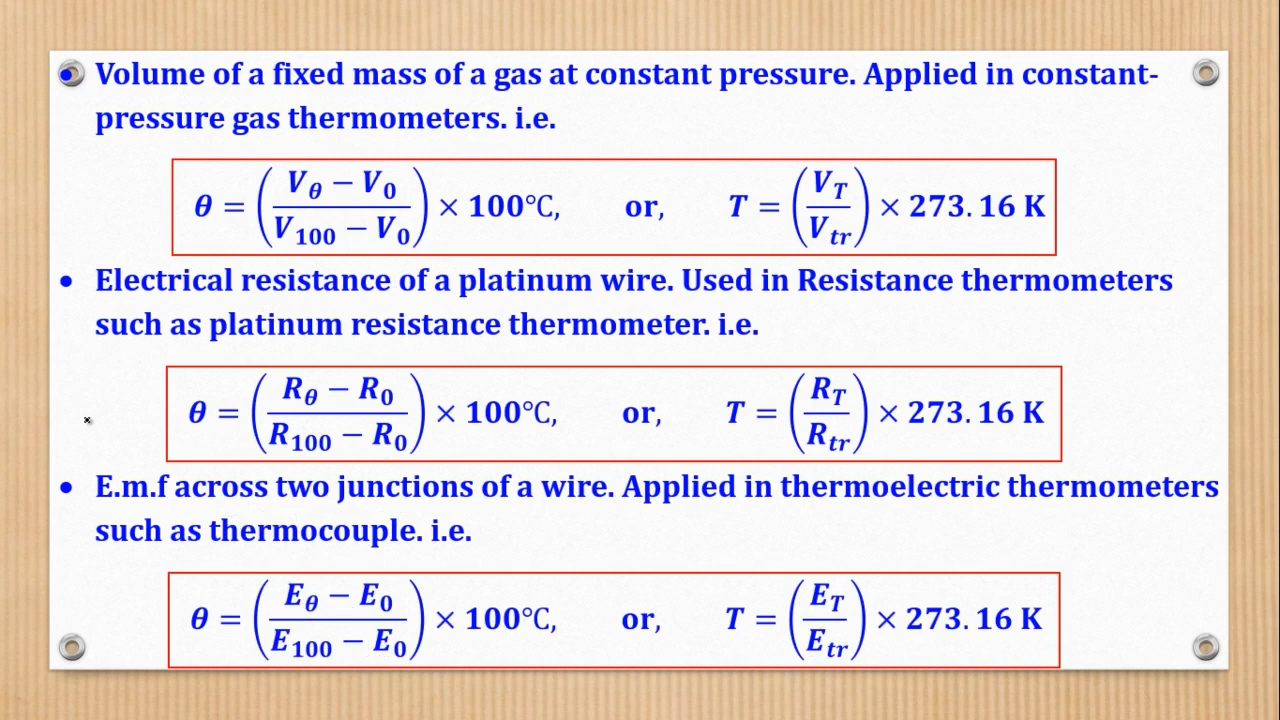 • Volume of a fixed mass of a gas at constant pressure. Applied in constant-
pressure gas thermometers. i.e.
θ = ((V_θ − V_0)/(V_100 − V_0)) × 100℃, or, T = (V_T/V_tr) × 273.16 K
• Electrical resistance of a platinum wire. Used in Resistance thermometers
such as platinum resistance thermometer. i.e.
θ = ((R_θ − R_0)/(R_100 − R_0)) × 100℃, or, T = (R_T/R_tr) × 273.16 K
• E.m.f across two junctions of a wire. Applied in thermoelectric thermometers
such as thermocouple. i.e.
θ = ((E_θ − E_0)/(E_100 − E_0)) × 100℃, or, T = (E_T/E_tr) × 273.16 K